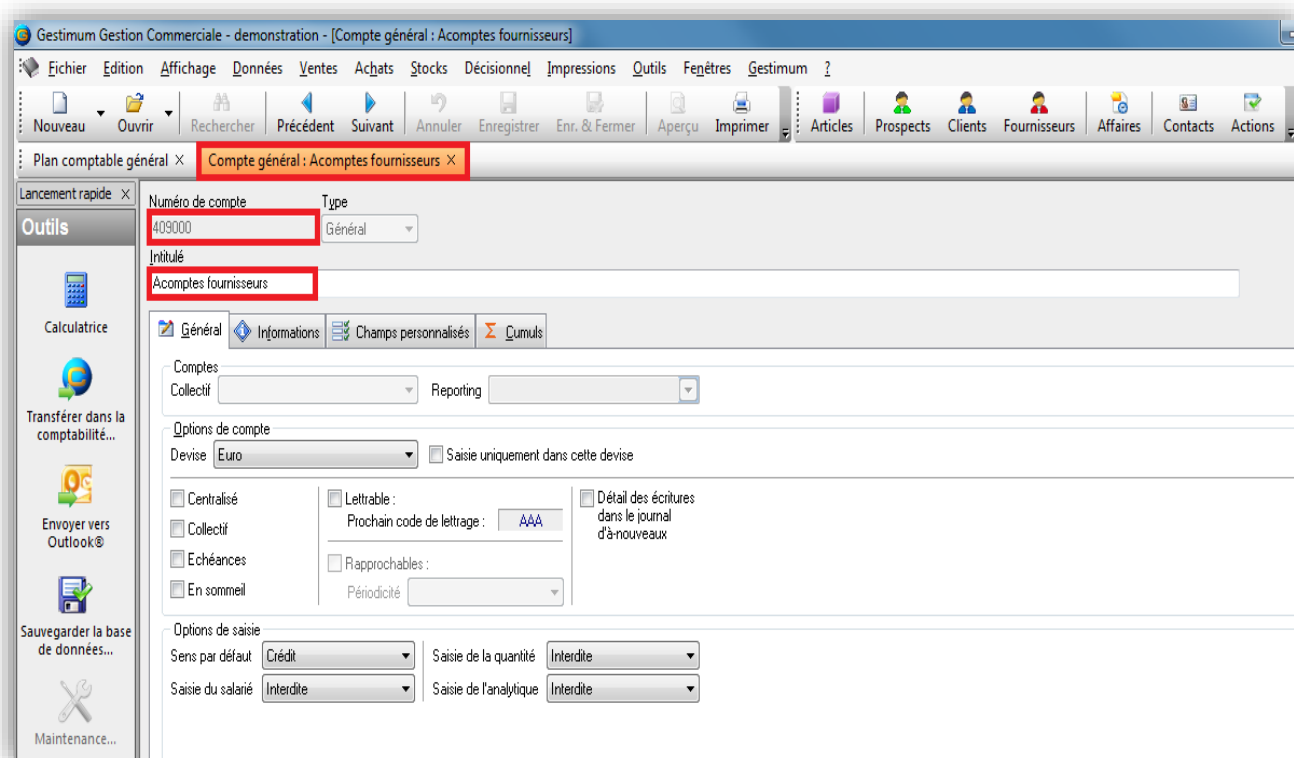 Gestimum Gestion Commerciale - demonstration - [Compte général : Acomptes fournisseurs]
Fichier Edition Affichage Données Ventes Achats Stocks Décisionnel Impressions Outils Fenêtres Gestimum ?
Nouveau Ouvrir Rechercher Précédent Suivant Annuler Enregistrer Enr. & Fermer Aperçu Imprimer Articles Prospects Clients Fournisseurs Affaires Contacts Actions
Plan comptable général × Compte général : Acomptes fournisseurs ×
Lancement rapide ×
Outils
Calculatrice
Transférer dans la
comptabilité...
Envoyer vers
Outlook®
Sauvegarder la base
de données...
Maintenance...
Numéro de compte Type
409000 Général
Intitulé
Acomptes fournisseurs
Général Informations Champs personnalisés Σ Cumuls
Comptes
Collectif Reporting
Options de compte
Devise Euro Saisie uniquement dans cette devise
Centralisé Lettrable : Détail des écritures
Prochain code de lettrage : AAA dans le journal
Collectif d'à-nouveaux
Echéances Rapprochables :
En sommeil Périodicité
Options de saisie
Sens par défaut Crédit Saisie de la quantité Interdite
Saisie du salarié Interdite Saisie de l'analytique Interdite